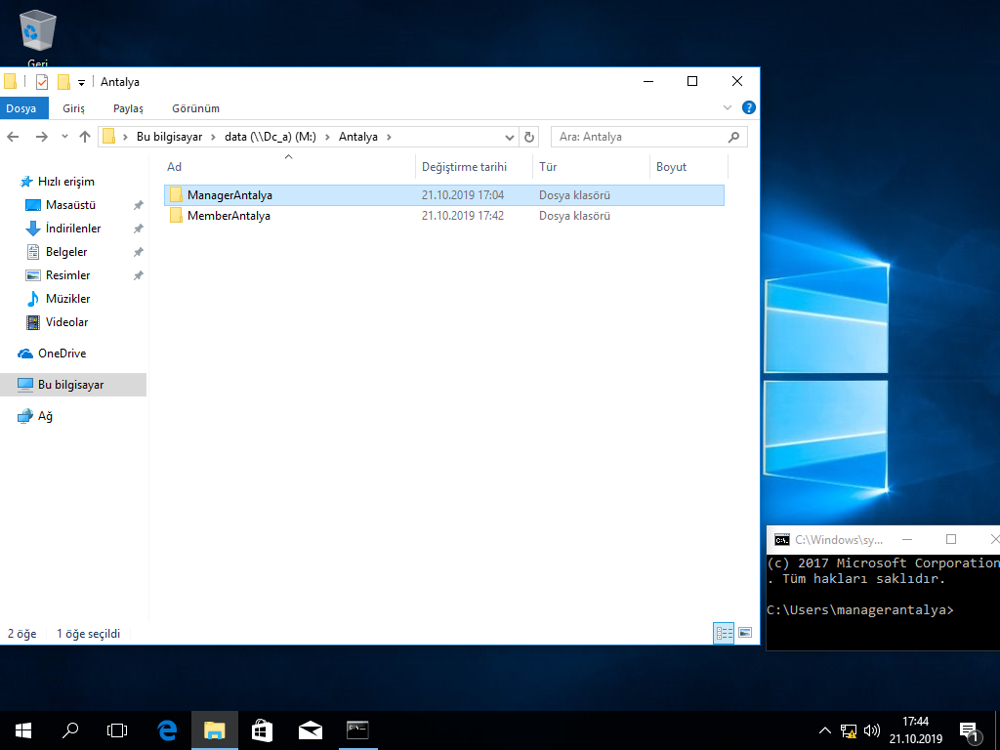 Geri
Antalya
Dosya Giriş Paylaş Görünüm
Bu bilgisayar data (\\Dc_a) (M:) Antalya
Ara: Antalya
Ad Değiştirme tarihi Tür Boyut
ManagerAntalya 21.10.2019 17:04 Dosya klasörü
MemberAntalya 21.10.2019 17:42 Dosya klasörü
Hızlı erişim
Masaüstü
İndirilenler
Belgeler
Resimler
Müzikler
Videolar
OneDrive
Bu bilgisayar
Ağ
2 öğe 1 öğe seçildi
C:\Windows\sy...
(c) 2017 Microsoft Corporation
. Tüm hakları saklıdır.
C:\Users\managerantalya>
17:44
21.10.2019
1